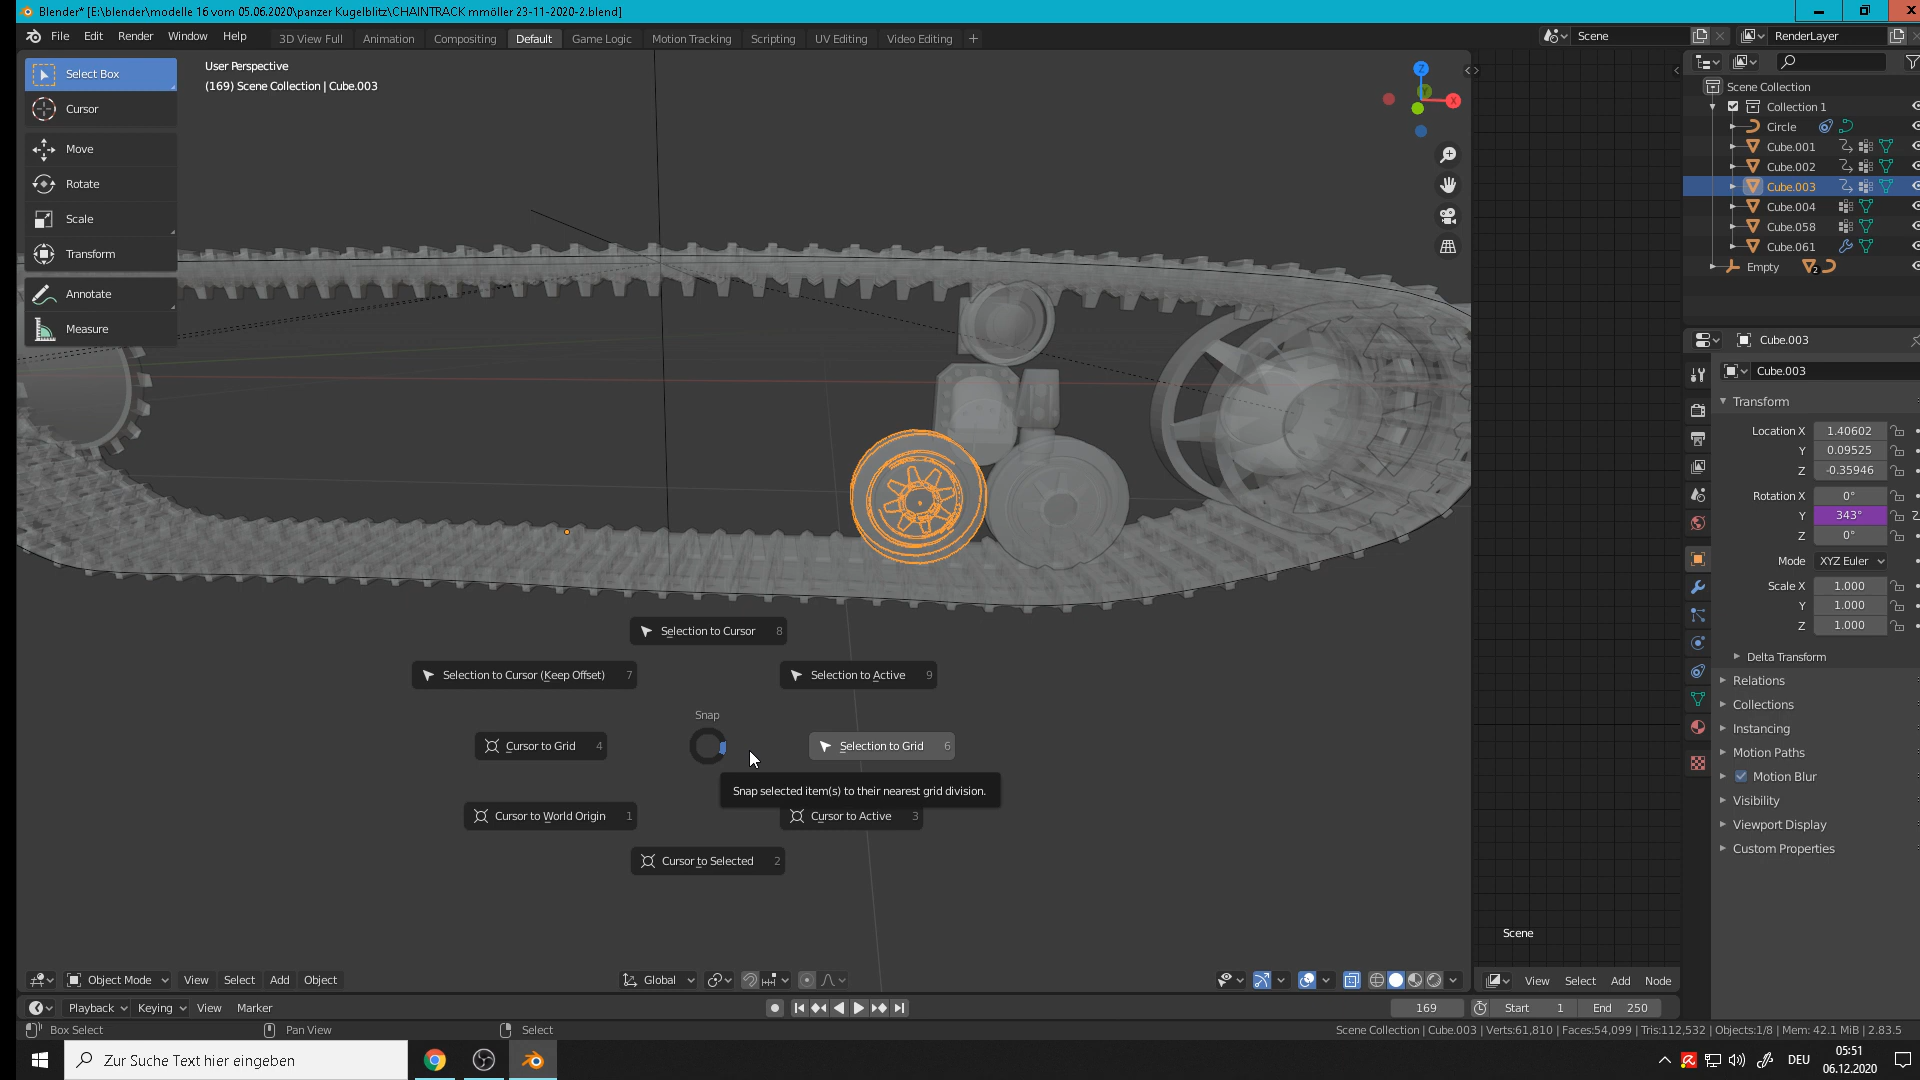 Blender* [E:\blender\modelle 16 vom 05.06.2020\panzer Kugelblitz\CHAINTRACK mmöller 23-11-2020-2.blend]
File Edit Render Window Help 3D View Full Animation Compositing Default Game Logic Motion Tracking Scripting UV Editing Video Editing + Scene RenderLayer
Select Box
User Perspective
(169) Scene Collection | Cube.003
Cursor
Move
Rotate
Scale
Transform
Annotate
Measure
Z
Y
X
Scene Collection
Collection 1
Circle
Cube.001
Cube.002
Cube.003
Cube.004
Cube.058
Cube.061
Empty 2
Cube.003
Cube.003
Transform
Location X 1.40602
Y 0.09525
Z -0.35946
Rotation X 0°
Y 343°
Z 0°
Mode XYZ Euler
Scale X 1.000
Y 1.000
Z 1.000
Delta Transform
Relations
Collections
Instancing
Motion Paths
Motion Blur
Visibility
Viewport Display
Custom Properties
Selection to Cursor 8
Selection to Cursor (Keep Offset) 7
Selection to Active 9
Snap
Cursor to Grid 4
Selection to Grid 6
Snap selected item(s) to their nearest grid division.
Cursor to World Origin 1
Cursor to Active 3
Cursor to Selected 2
Scene
Object Mode View Select Add Object Global View Select Add Node
Playback Keying View Marker 169 Start 1 End 250
Box Select Pan View Select Scene Collection | Cube.003 | Verts:61,810 | Faces:54,099 | Tris:112,532 | Objects:1/8 | Mem: 42.1 MiB | 2.83.5
Zur Suche Text hier eingeben
DEU
05:51
06.12.2020